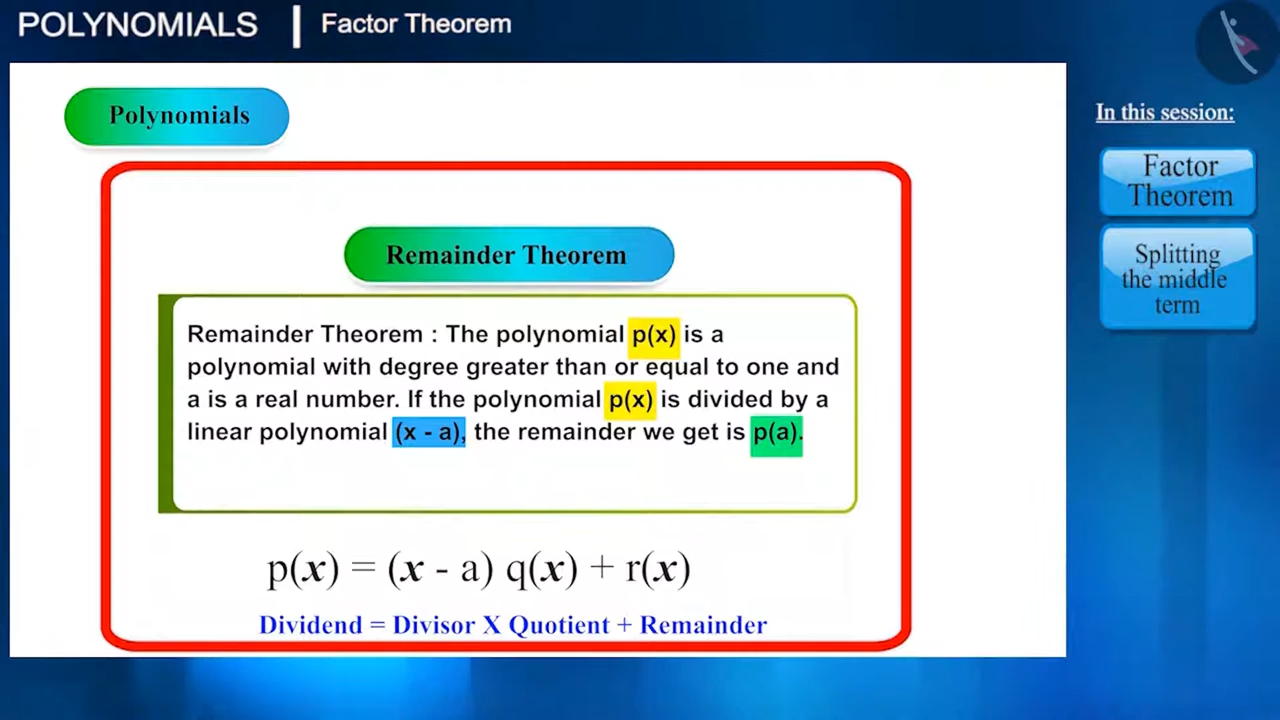 POLYNOMIALS | Factor Theorem
In this session:
Factor
Theorem
Splitting
the middle
term
Polynomials
Remainder Theorem
Remainder Theorem : The polynomial p(x) is a
polynomial with degree greater than or equal to one and
a is a real number. If the polynomial p(x) is divided by a
linear polynomial (x - a), the remainder we get is p(a).
p(x) = (x - a) q(x) + r(x)
Dividend = Divisor X Quotient + Remainder